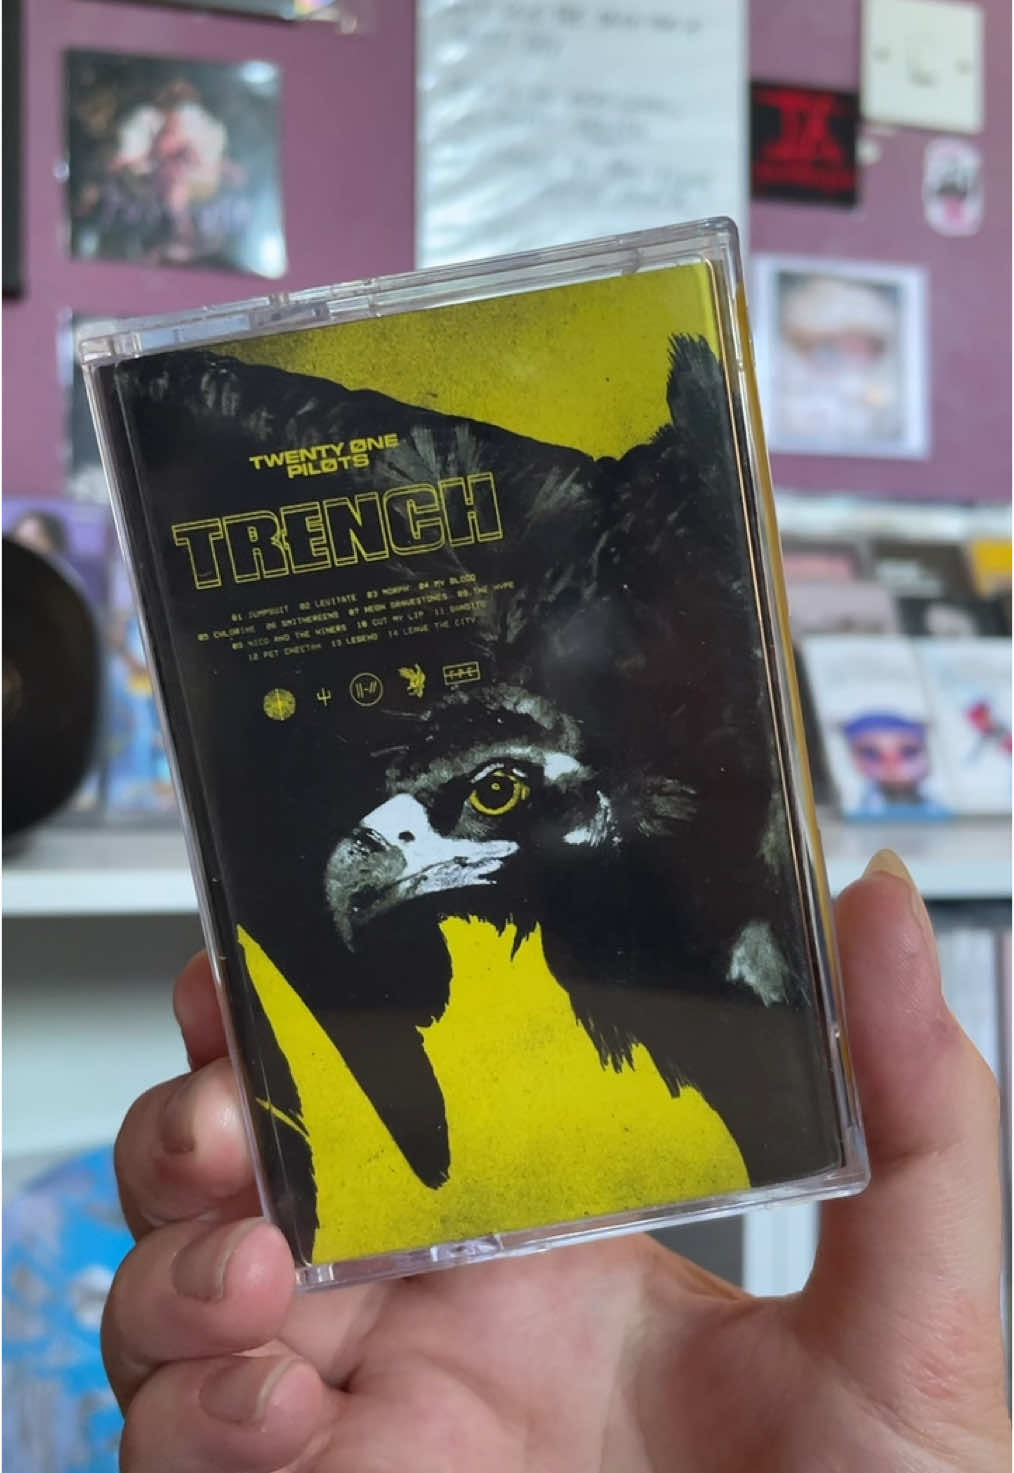 TWENTY ØNE
PILØTS
TRENCH
01 JUMPSUIT 02 LEVITATE 03 MORPH 04 MY BLOOD
05 CHLORINE 06 SMITHEREENS 07 NEON GRAVESTONES 08 THE HYPE
09 NICO AND THE NINERS 10 CUT MY LIP 11 BANDITO
12 PET CHEETAH 13 LEGEND 14 LEAVE THE CITY
FPE